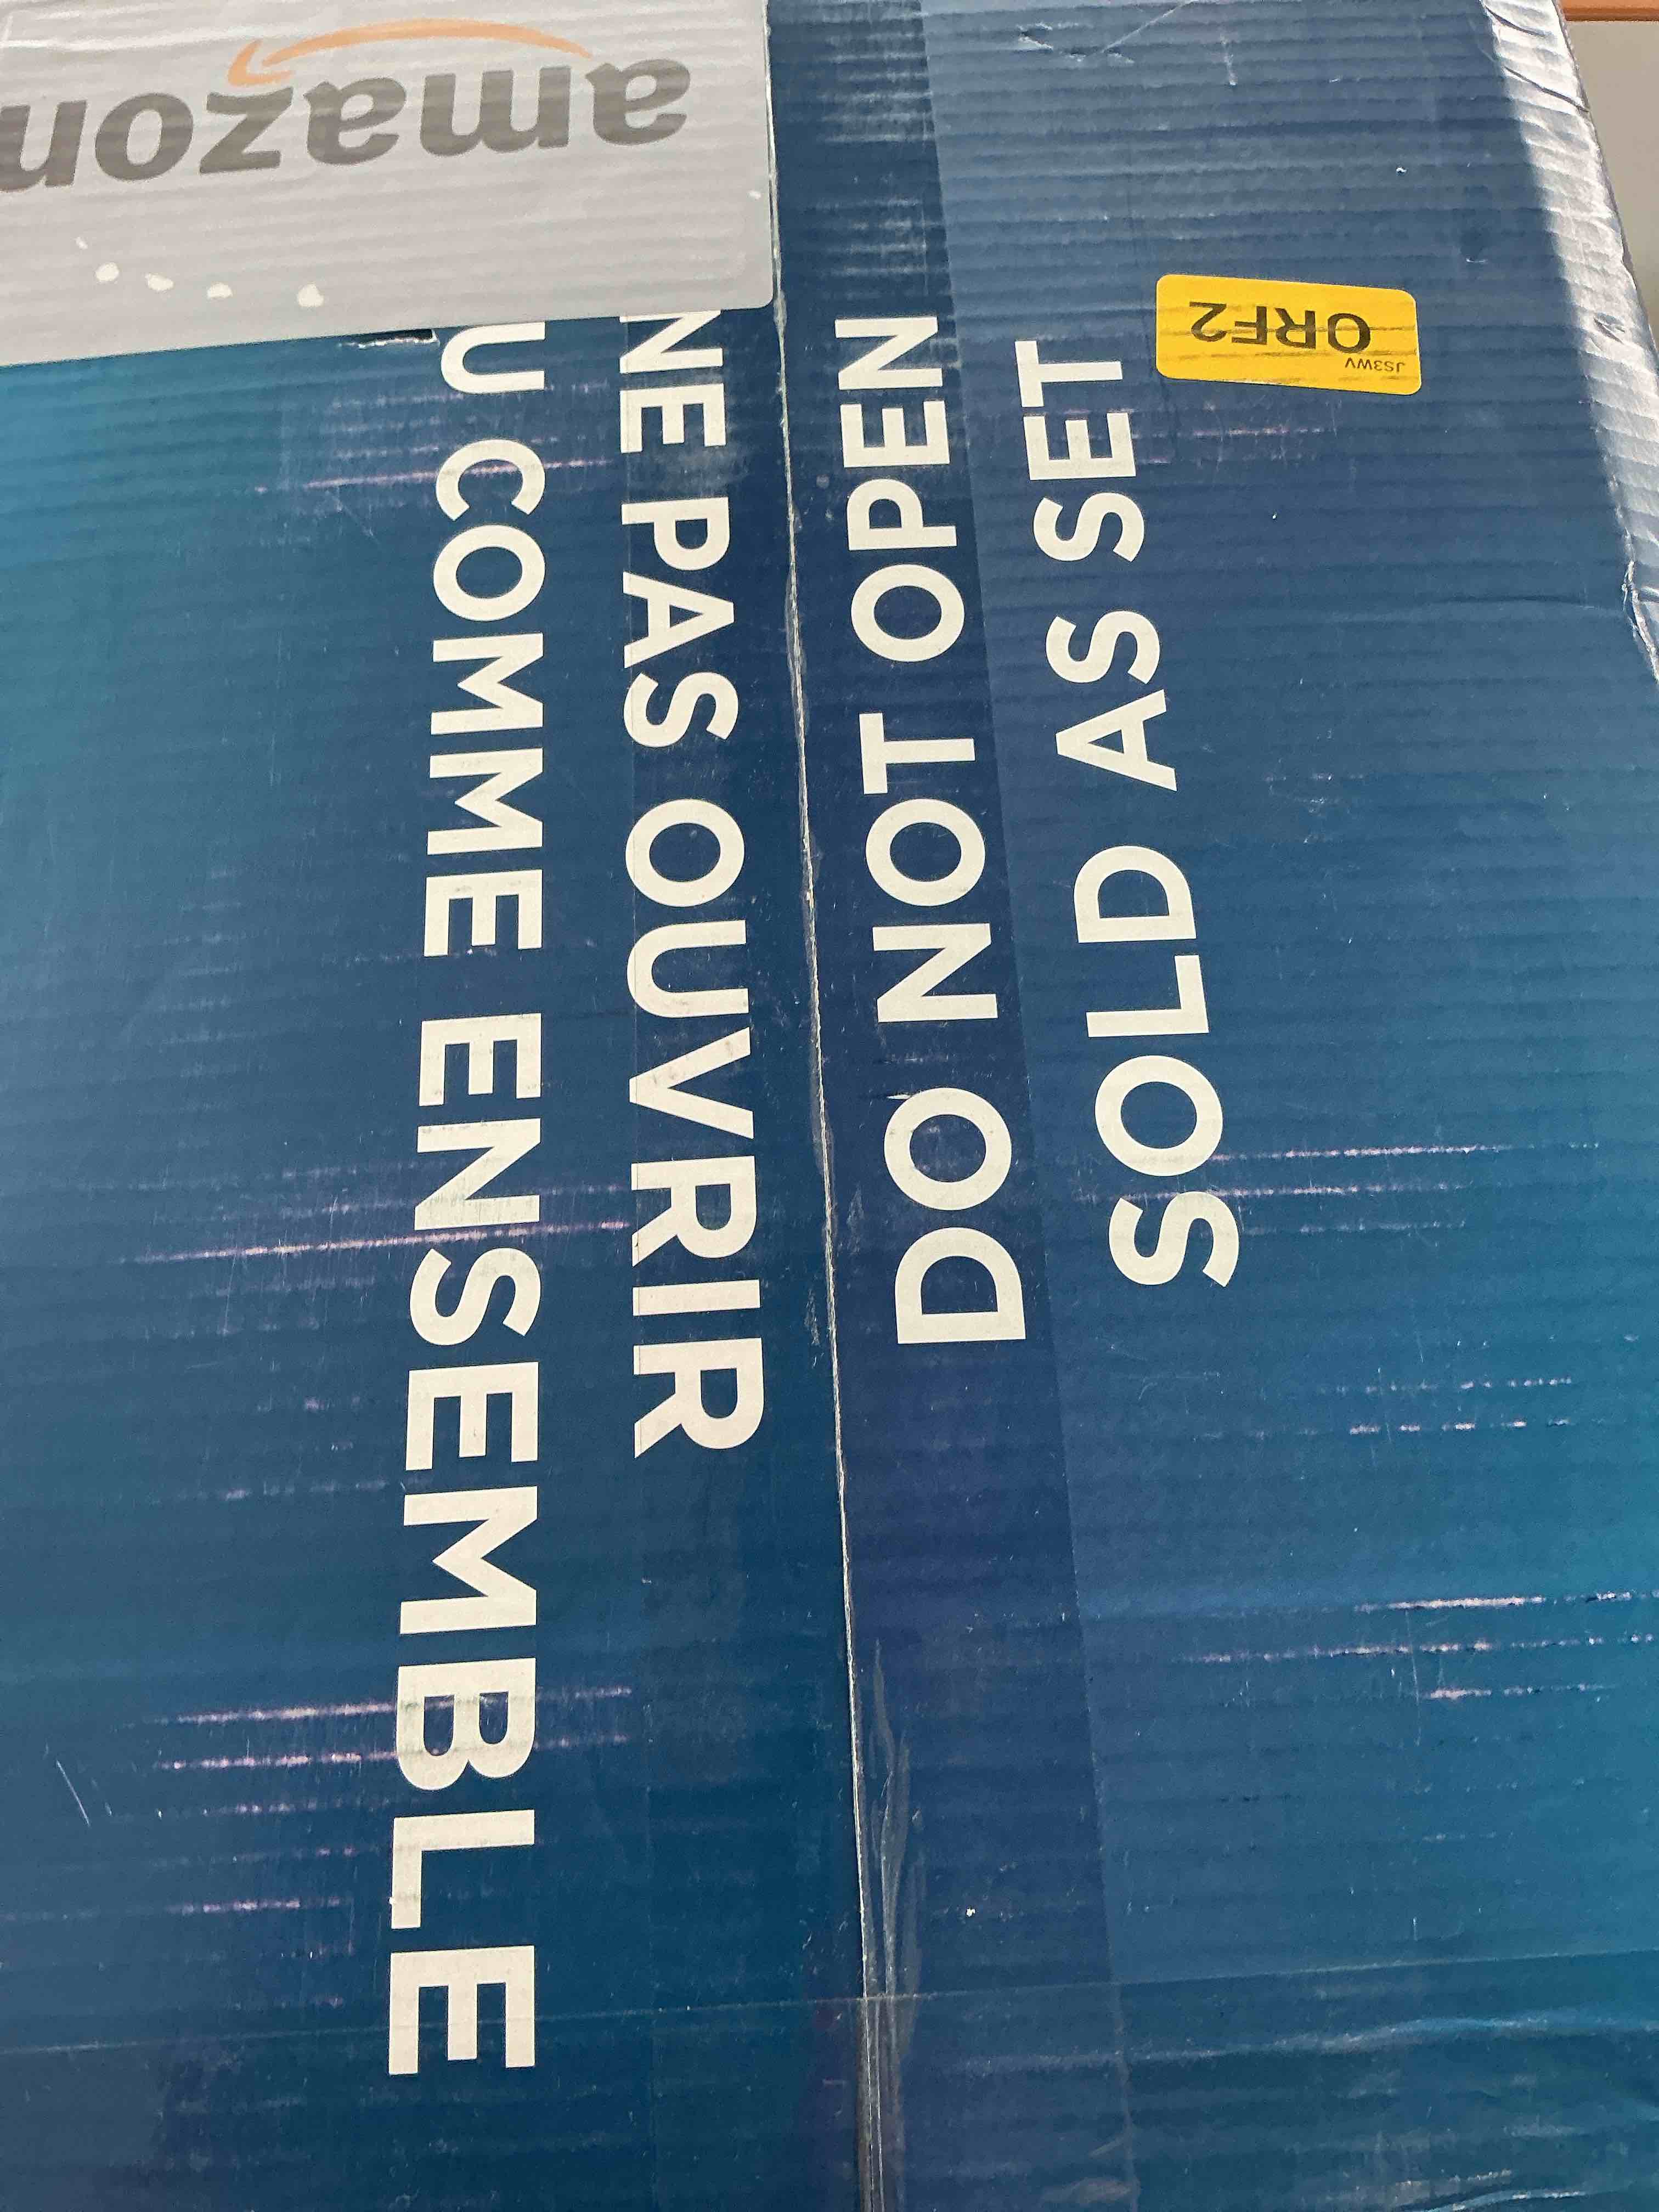 amazon
NE PAS OUVRIR
U COMME ENSEMBLE
DO NOT OPEN
SOLD AS SET
JS3WV
ORF2